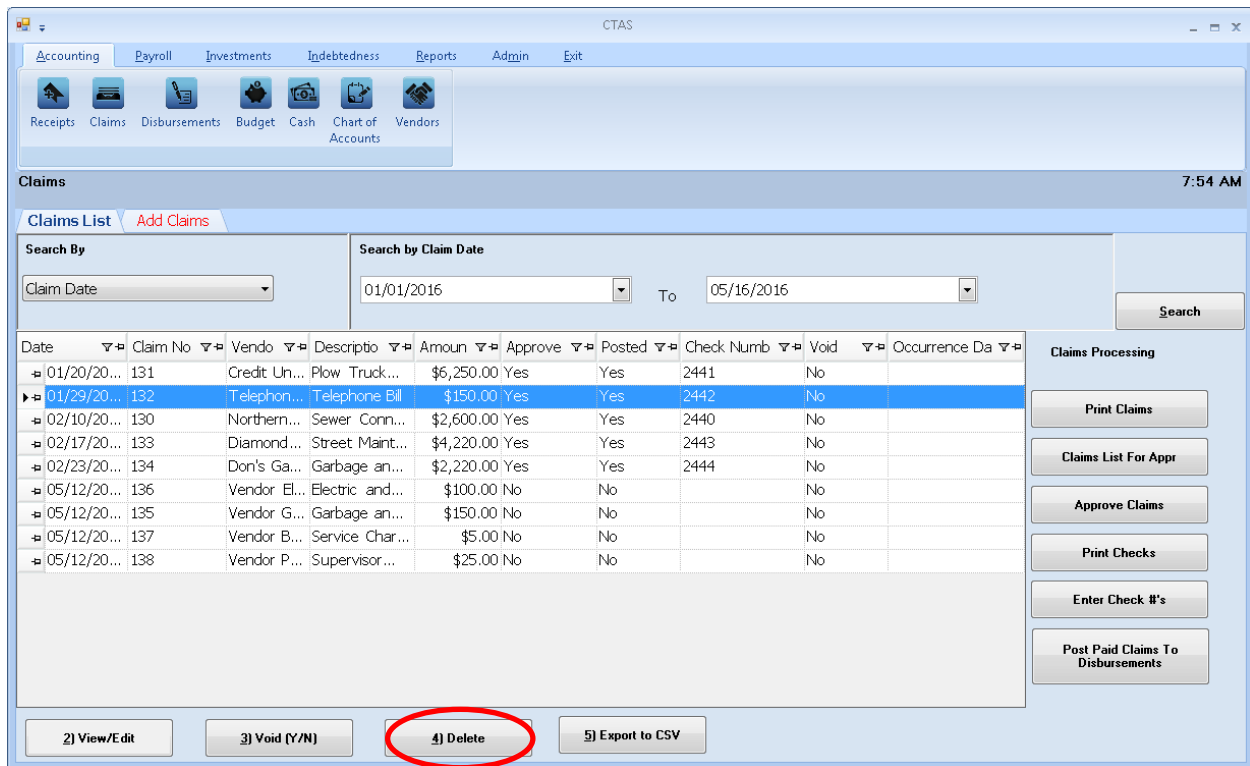 CTAS
Accounting Payroll Investments Indebtedness Reports Admin Exit
Receipts Claims Disbursements Budget Cash Chart of Accounts Vendors
Claims 7:54 AM
Claims List Add Claims
Search By Search by Claim Date
Claim Date 01/01/2016 To 05/16/2016
Search
Date Claim No Vendo Descriptio Amoun Approve Posted Check Numb Void Occurrence Da
01/20/20... 131 Credit Un... Plow Truck... $6,250.00 Yes Yes 2441 No
01/29/20... 132 Telephon... Telephone Bill $150.00 Yes Yes 2442 No
02/10/20... 130 Northern... Sewer Conn... $2,600.00 Yes Yes 2440 No
02/17/20... 133 Diamond... Street Maint... $4,220.00 Yes Yes 2443 No
02/23/20... 134 Don's Ga... Garbage an... $2,220.00 Yes Yes 2444 No
05/12/20... 136 Vendor El... Electric and... $100.00 No No No
05/12/20... 135 Vendor G... Garbage an... $150.00 No No No
05/12/20... 137 Vendor B... Service Char... $5.00 No No No
05/12/20... 138 Vendor P... Supervisor... $25.00 No No No
Claims Processing
Print Claims
Claims List For Appr
Approve Claims
Print Checks
Enter Check #'s
Post Paid Claims To
Disbursements
2) View/Edit 3) Void (Y/N) 4) Delete 5) Export to CSV